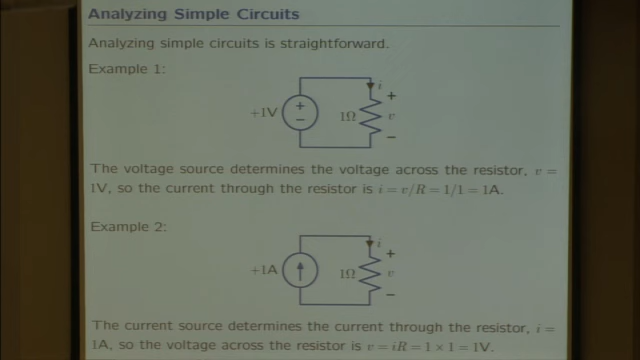 Analyzing Simple Circuits
Analyzing simple circuits is straightforward.
Example 1:
i
+
+1V
+
−
1Ω
v
−
The voltage source determines the voltage across the resistor, v =
1V, so the current through the resistor is i = v/R = 1/1 = 1A.
Example 2:
i
+
+1A
1Ω
v
−
The current source determines the current through the resistor, i =
1A, so the voltage across the resistor is v = iR = 1 × 1 = 1V.